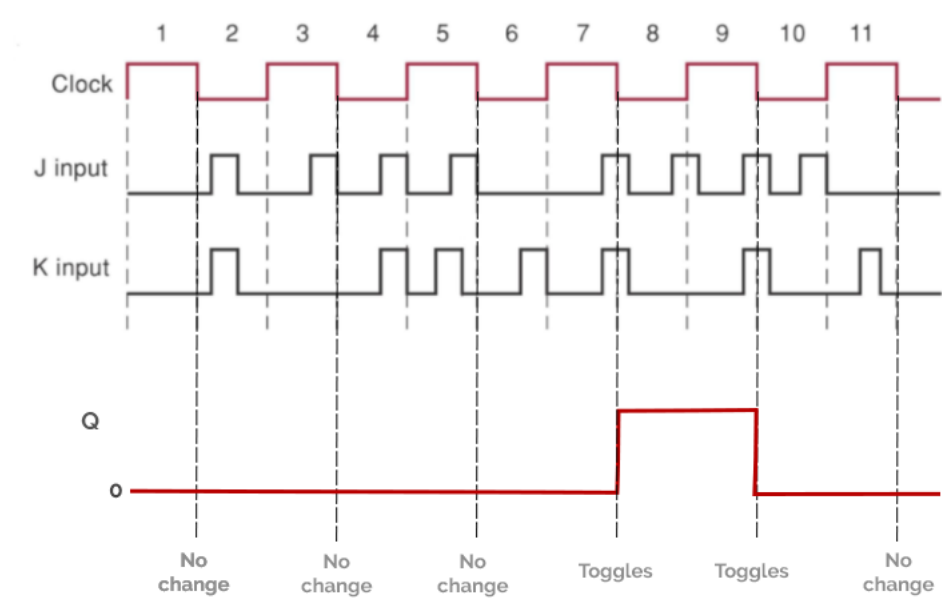 1 2 3 4 5 6 7 8 9 10 11
Clock
J input
K input
Q
0
No change
No change
No change
Toggles
Toggles
No change